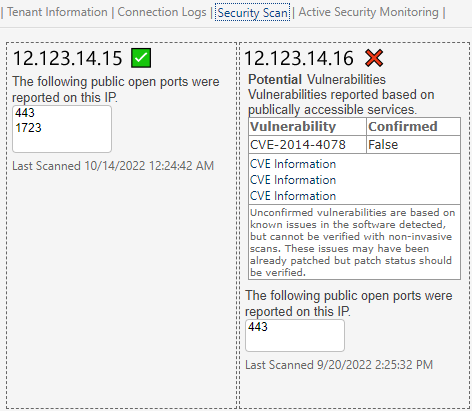 | Tenant Information | Connection Logs | Security Scan | Active Security Monitoring |
12.123.14.15
The following public open ports were
reported on this IP.
443
1723
Last Scanned 10/14/2022 12:24:42 AM
12.123.14.16
Potential Vulnerabilities
Vulnerabilities reported based on
publically accessible services.
Vulnerability Confirmed
CVE-2014-4078 False
CVE Information
CVE Information
CVE Information
Unconfirmed vulnerabilities are based on
known issues in the software detected,
but cannot be verified with non-invasive
scans. These issues may have been
already patched but patch status should
be verified.
The following public open ports were
reported on this IP.
443
Last Scanned 9/20/2022 2:25:32 PM